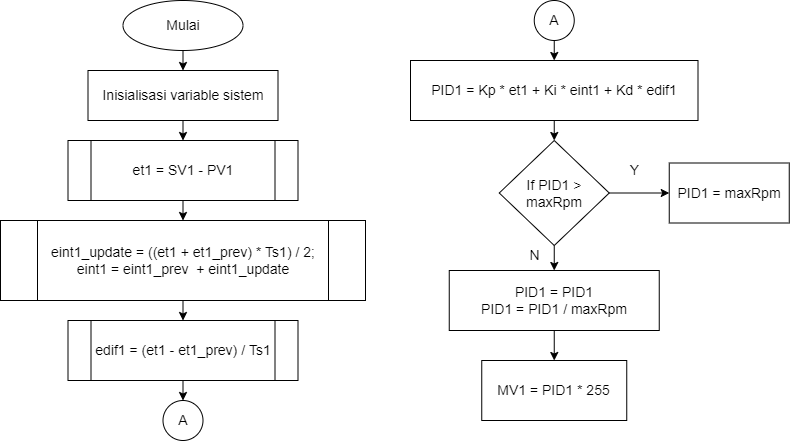 Mulai
Inisialisasi variable sistem
et1 = SV1 - PV1
eint1_update = ((et1 + et1_prev) * Ts1) / 2;
eint1 = eint1_prev + eint1_update
edif1 = (et1 - et1_prev) / Ts1
A
A
PID1 = Kp * et1 + Ki * eint1 + Kd * edif1
If PID1 >
maxRpm
Y
PID1 = maxRpm
N
PID1 = PID1
PID1 = PID1 / maxRpm
MV1 = PID1 * 255